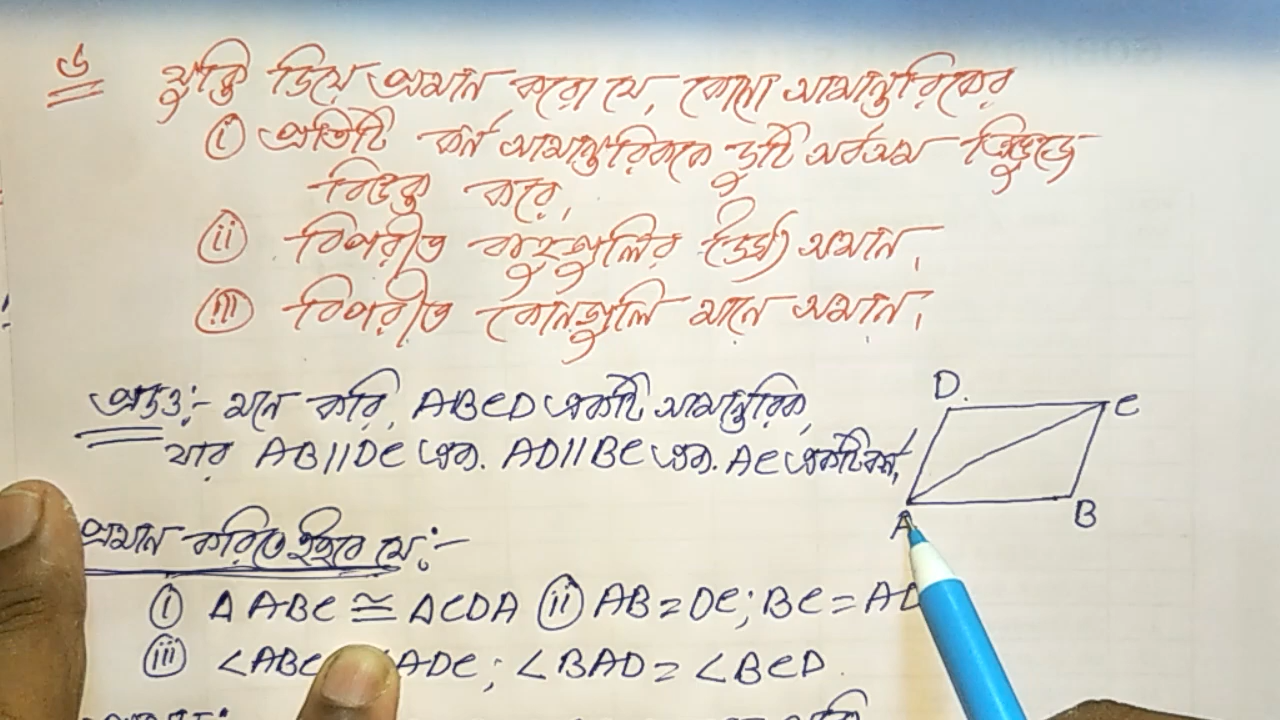 ৬ যুক্তি দিয়ে প্রমান করো যে, কোনো সামান্তরিকের
(i) প্রতিটি কর্ন সামান্তরিককে দুটি সর্বসম ত্রিভুজে
বিভক্ত করে,
(ii) বিপরীত বাহুগুলির দৈর্ঘ্য সমান,
(iii) বিপরীত কোনগুলি মানে সমান,
প্রদত্ত:- মনে করি, ABCD একটি সামান্তরিক,
যার AB//DC এবং AD//BC এবং AC একটি কর্ন,
D C
A B
প্রমান করিতে হইবে যে:-
(i) Δ ABC ≅ ΔCDA (ii) AB=DC; BC=AD
(iii) ∠ABC ADC; ∠BAD=∠BCD